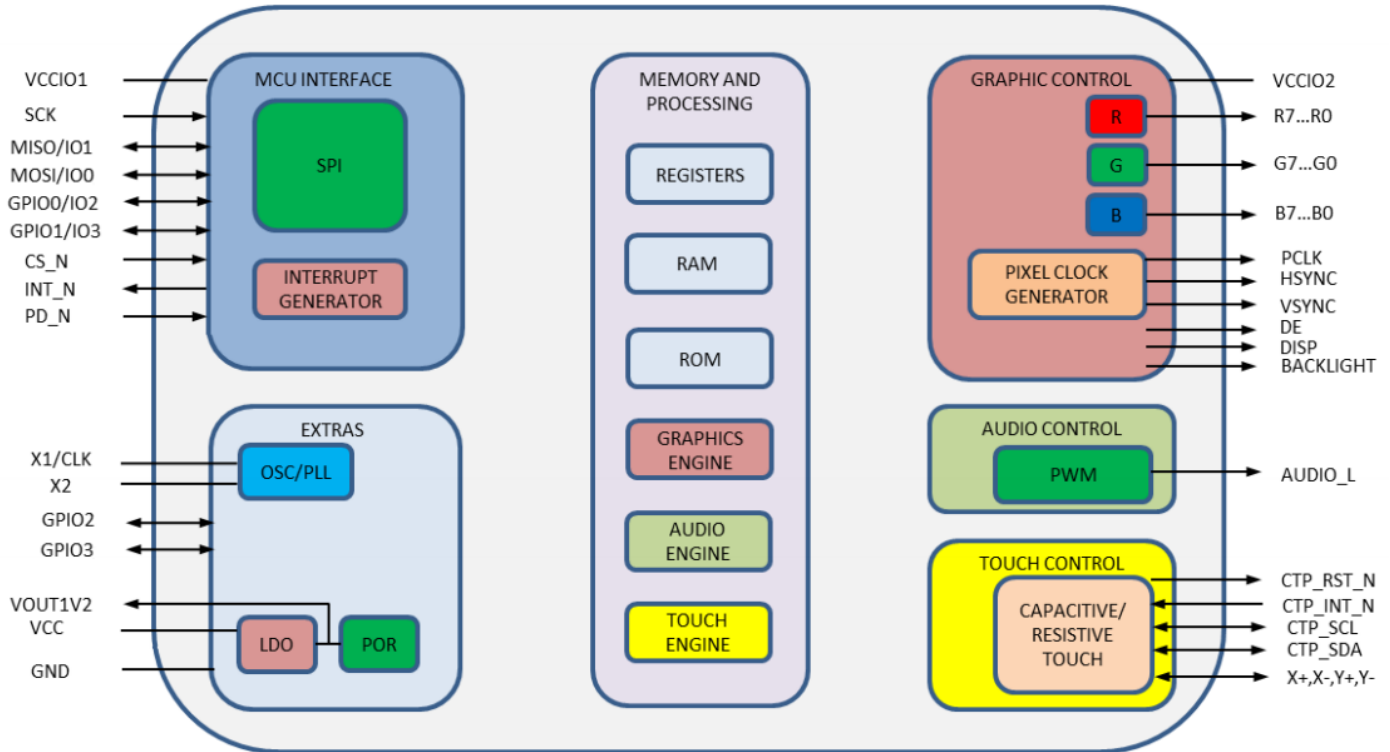 VCCIO1
SCK
MISO/IO1
MOSI/IO0
GPIO0/IO2
GPIO1/IO3
CS_N
INT_N
PD_N
X1/CLK
X2
GPIO2
GPIO3
VOUT1V2
VCC
GND
MCU INTERFACE
SPI
INTERRUPT
GENERATOR
EXTRAS
OSC/PLL
LDO
POR
MEMORY AND
PROCESSING
REGISTERS
RAM
ROM
GRAPHICS
ENGINE
AUDIO
ENGINE
TOUCH
ENGINE
GRAPHIC CONTROL
R
G
B
PIXEL CLOCK
GENERATOR
AUDIO CONTROL
PWM
TOUCH CONTROL
CAPACITIVE/
RESISTIVE
TOUCH
VCCIO2
R7...R0
G7...G0
B7...B0
PCLK
HSYNC
VSYNC
DE
DISP
BACKLIGHT
AUDIO_L
CTP_RST_N
CTP_INT_N
CTP_SCL
CTP_SDA
X+,X-,Y+,Y-